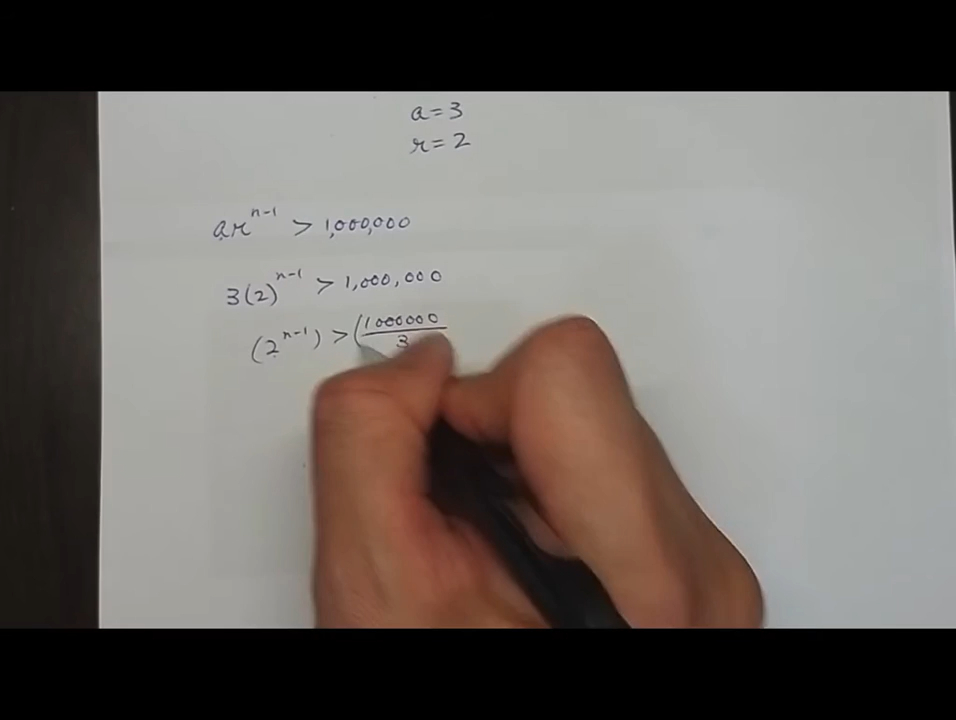 a = 3
r = 2
ar^{n-1} > 1,000,000
3(2)^{n-1} > 1,000,000
(2^{n-1}) > (1000000/3